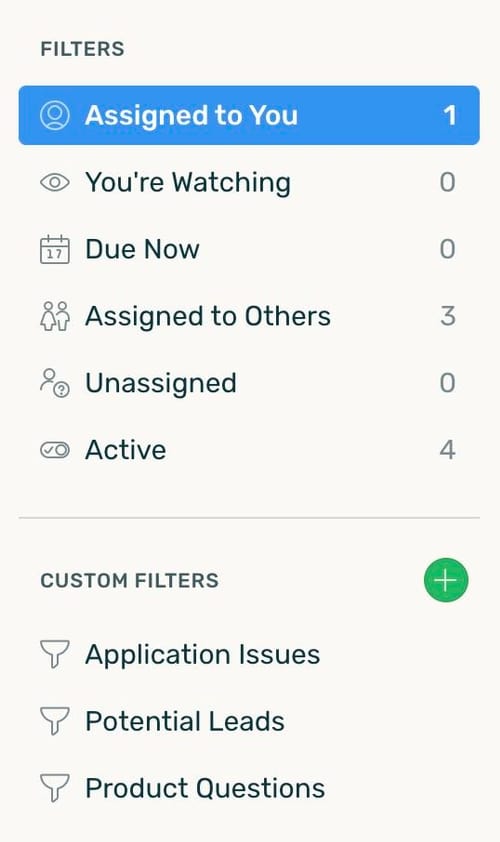 FILTERS
Assigned to You 1
You're Watching 0
17
Due Now 0
Assigned to Others 3
?
Unassigned 0
Active 4
CUSTOM FILTERS
Application Issues
Potential Leads
Product Questions